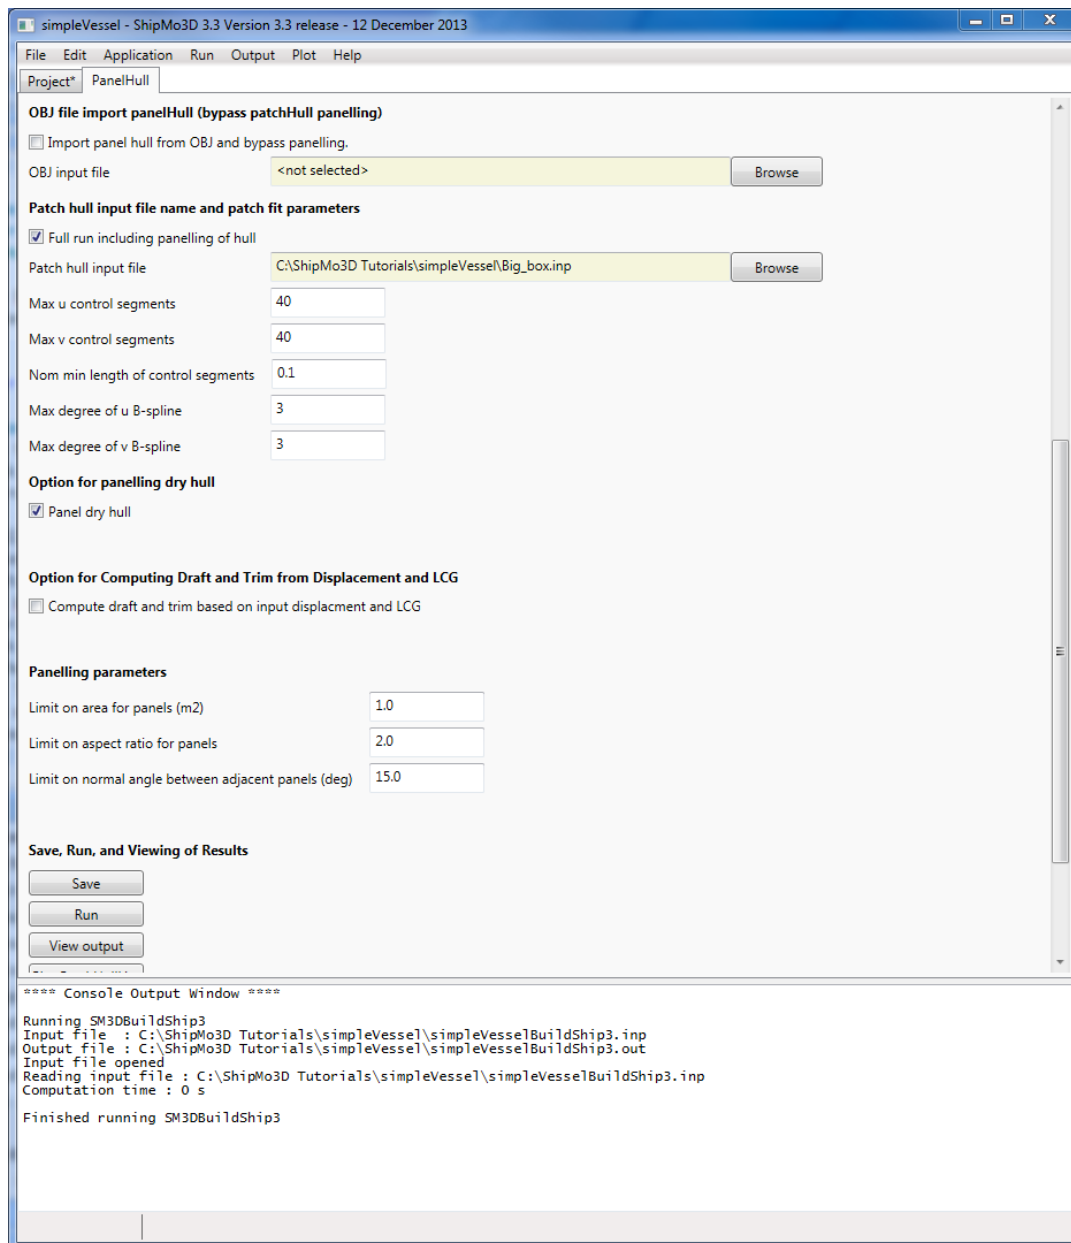 simpleVessel - ShipMo3D 3.3 Version 3.3 release - 12 December 2013
File Edit Application Run Output Plot Help
Project* PanelHull
OBJ file import panelHull (bypass patchHull panelling)
Import panel hull from OBJ and bypass panelling.
OBJ input file <not selected> Browse
Patch hull input file name and patch fit parameters
Full run including panelling of hull
Patch hull input file C:\ShipMo3D Tutorials\simpleVessel\Big_box.inp Browse
Max u control segments 40
Max v control segments 40
Nom min length of control segments 0.1
Max degree of u B-spline 3
Max degree of v B-spline 3
Option for panelling dry hull
Panel dry hull
Option for Computing Draft and Trim from Displacement and LCG
Compute draft and trim based on input displacment and LCG
Panelling parameters
Limit on area for panels (m2) 1.0
Limit on aspect ratio for panels 2.0
Limit on normal angle between adjacent panels (deg) 15.0
Save, Run, and Viewing of Results
Save
Run
View output
**** Console Output Window ****
Running SM3DBuildShip3
Input file : C:\ShipMo3D Tutorials\simpleVessel\simpleVesselBuildShip3.inp
Output file : C:\ShipMo3D Tutorials\simpleVessel\simpleVesselBuildShip3.out
Input file opened
Reading input file : C:\ShipMo3D Tutorials\simpleVessel\simpleVesselBuildShip3.inp
Computation time : 0 s
Finished running SM3DBuildShip3